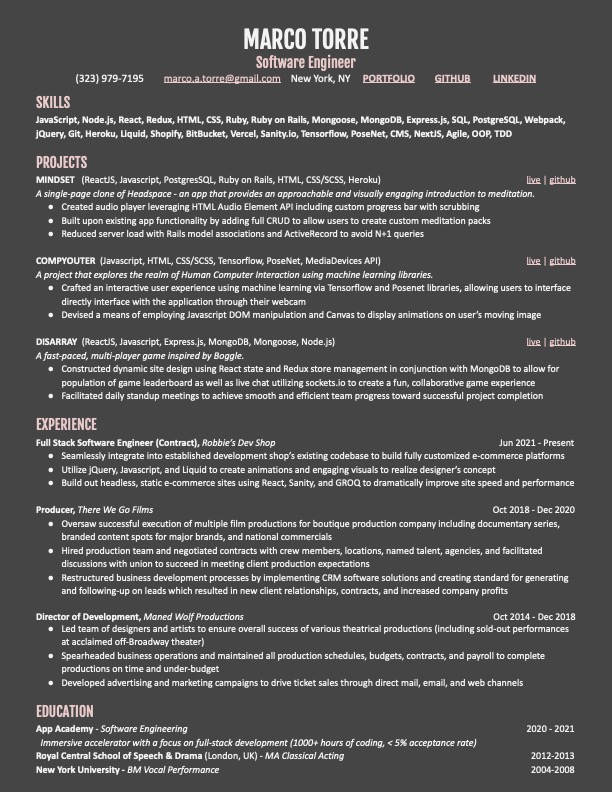 MARCO TORRE
Software Engineer
(323) 979-7195 marco.a.torre@gmail.com New York, NY PORTFOLIO GITHUB LINKEDIN
SKILLS
JavaScript, Node.js, React, Redux, HTML, CSS, Ruby, Ruby on Rails, Mongoose, MongoDB, Express.js, SQL, PostgreSQL, Webpack,
jQuery, Git, Heroku, Liquid, Shopify, BitBucket, Vercel, Sanity.io, Tensorflow, PoseNet, CMS, NextJS, Agile, OOP, TDD
PROJECTS
MINDSET (ReactJS, Javascript, PostgresSQL, Ruby on Rails, HTML, CSS/SCSS, Heroku) live | github
A single-page clone of Headspace - an app that provides an approachable and visually engaging introduction to meditation.
● Created audio player leveraging HTML Audio Element API including custom progress bar with scrubbing
● Built upon existing app functionality by adding full CRUD to allow users to create custom meditation packs
● Reduced server load with Rails model associations and ActiveRecord to avoid N+1 queries
COMPYOUTER (Javascript, HTML, CSS/SCSS, Tensorflow, PoseNet, MediaDevices API) live | github
A project that explores the realm of Human Computer Interaction using machine learning libraries.
● Crafted an interactive user experience using machine learning via Tensorflow and Posenet libraries, allowing users to interface
directly interface with the application through their webcam
● Devised a means of employing Javascript DOM manipulation and Canvas to display animations on user's moving image
DISARRAY (ReactJS, Javascript, Express.js, MongoDB, Mongoose, Node.js) live | github
A fast-paced, multi-player game inspired by Boggle.
● Constructed dynamic site design using React state and Redux store management in conjunction with MongoDB to allow for
population of game leaderboard as well as live chat utilizing sockets.io to create a fun, collaborative game experience
● Facilitated daily standup meetings to achieve smooth and efficient team progress toward successful project completion
EXPERIENCE
Full Stack Software Engineer (Contract), Robbie's Dev Shop Jun 2021 - Present
● Seamlessly integrate into established development shop's existing codebase to build fully customized e-commerce platforms
● Utilize jQuery, Javascript, and Liquid to create animations and engaging visuals to realize designer's concept
● Build out headless, static e-commerce sites using React, Sanity, and GROQ to dramatically improve site speed and performance
Producer, There We Go Films Oct 2018 - Dec 2020
● Oversaw successful execution of multiple film productions for boutique production company including documentary series,
branded content spots for major brands, and national commercials
● Hired production team and negotiated contracts with crew members, locations, named talent, agencies, and facilitated
discussions with union to succeed in meeting client production expectations
● Restructured business development processes by implementing CRM software solutions and creating standard for generating
and following-up on leads which resulted in new client relationships, contracts, and increased company profits
Director of Development, Maned Wolf Productions Oct 2014 - Dec 2018
● Led team of designers and artists to ensure overall success of various theatrical productions (including sold-out performances
at acclaimed off-Broadway theater)
● Spearheaded business operations and maintained all production schedules, budgets, contracts, and payroll to complete
productions on time and under-budget
● Developed advertising and marketing campaigns to drive ticket sales through direct mail, email, and web channels
EDUCATION
App Academy - Software Engineering 2020 - 2021
Immersive accelerator with a focus on full-stack development (1000+ hours of coding, < 5% acceptance rate)
Royal Central School of Speech & Drama (London, UK) - MA Classical Acting 2012-2013
New York University - BM Vocal Performance 2004-2008